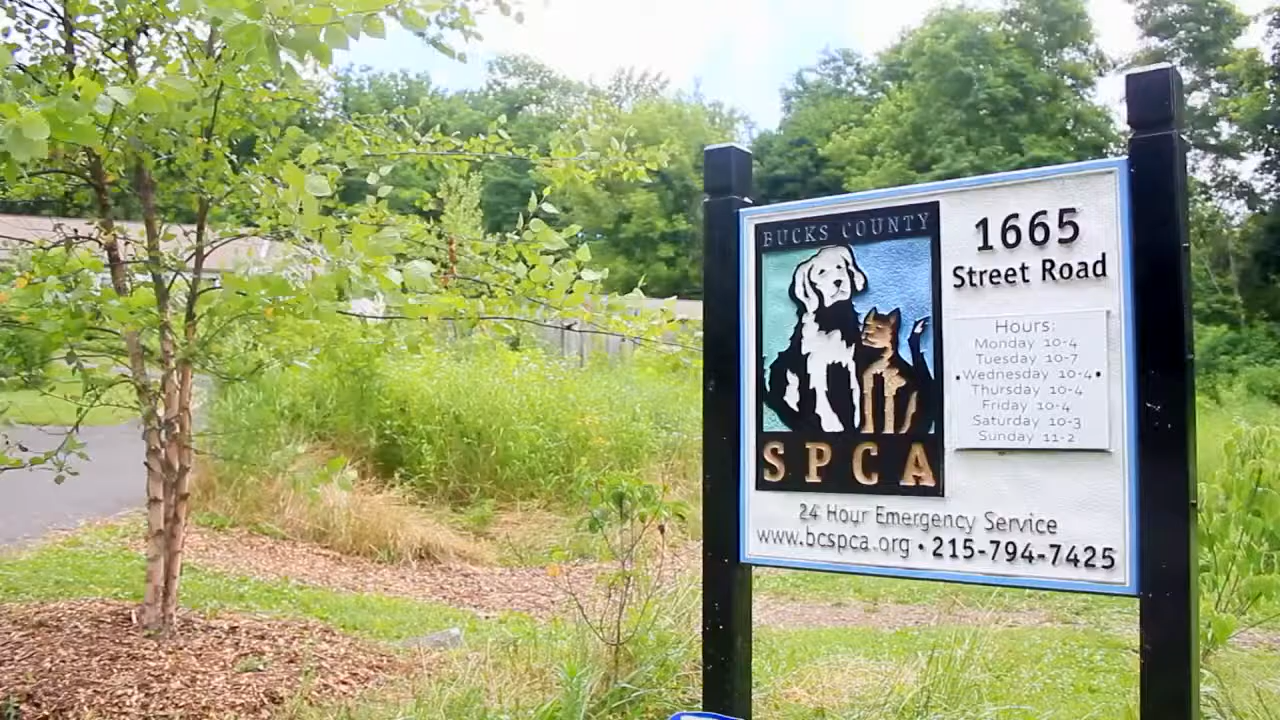 BUCKS COUNTY
SPCA
1665
Street Road
Hours:
Monday 10-4
Tuesday 10-7
•Wednesday 10-4•
Thursday 10-4
Friday 10-4
Saturday 10-3
Sunday 11-2
24 Hour Emergency Service
www.bcspca.org • 215-794-7425